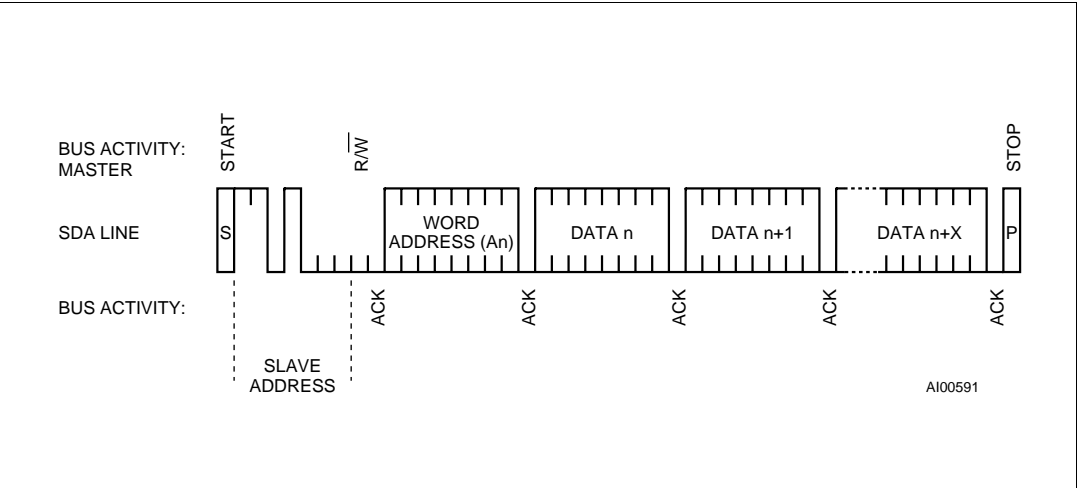 BUS ACTIVITY:
MASTER
START
R/W
STOP
SDA LINE
S
WORD
ADDRESS (An)
DATA n
DATA n+1
DATA n+X
P
BUS ACTIVITY:
ACK
ACK
ACK
ACK
ACK
SLAVE
ADDRESS
AI00591